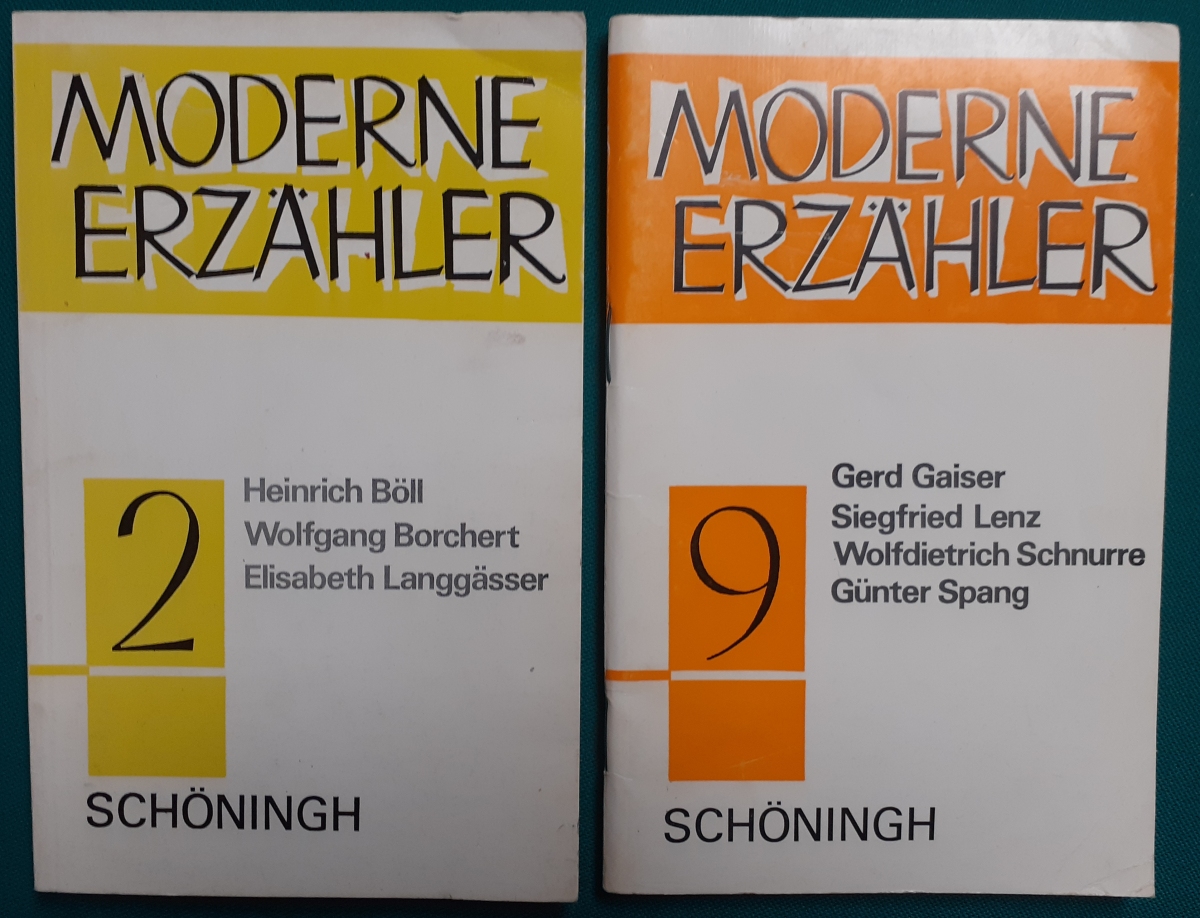 MODERNE
ERZÄHLER
2
Heinrich Böll
Wolfgang Borchert
Elisabeth Langgässer
SCHÖNINGH
MODERNE
ERZÄHLER
9
Gerd Gaiser
Siegfried Lenz
Wolfdietrich Schnurre
Günter Spang
SCHÖNINGH